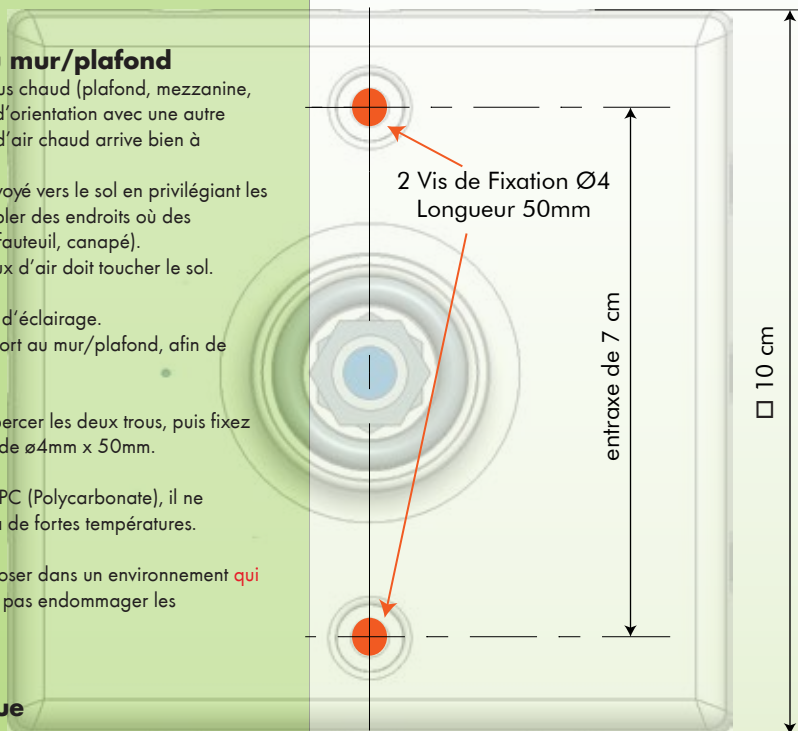 mur/plafond
us chaud (plafond, mezzanine,
d’orientation avec une autre
d’air chaud arrive bien à
voyé vers le sol en privilégiant les
bler des endroits où des
fauteuil, canapé).
ux d’air doit toucher le sol.
d’éclairage.
ort au mur/plafond, afin de
percer les deux trous, puis fixez
de ø4mm x 50mm.
PC (Polycarbonate), il ne
à de fortes températures.
oser dans un environnement qui
pas endommager les
ue
2 Vis de Fixation Ø4
Longueur 50mm
entraxe de 7 cm
□ 10 cm